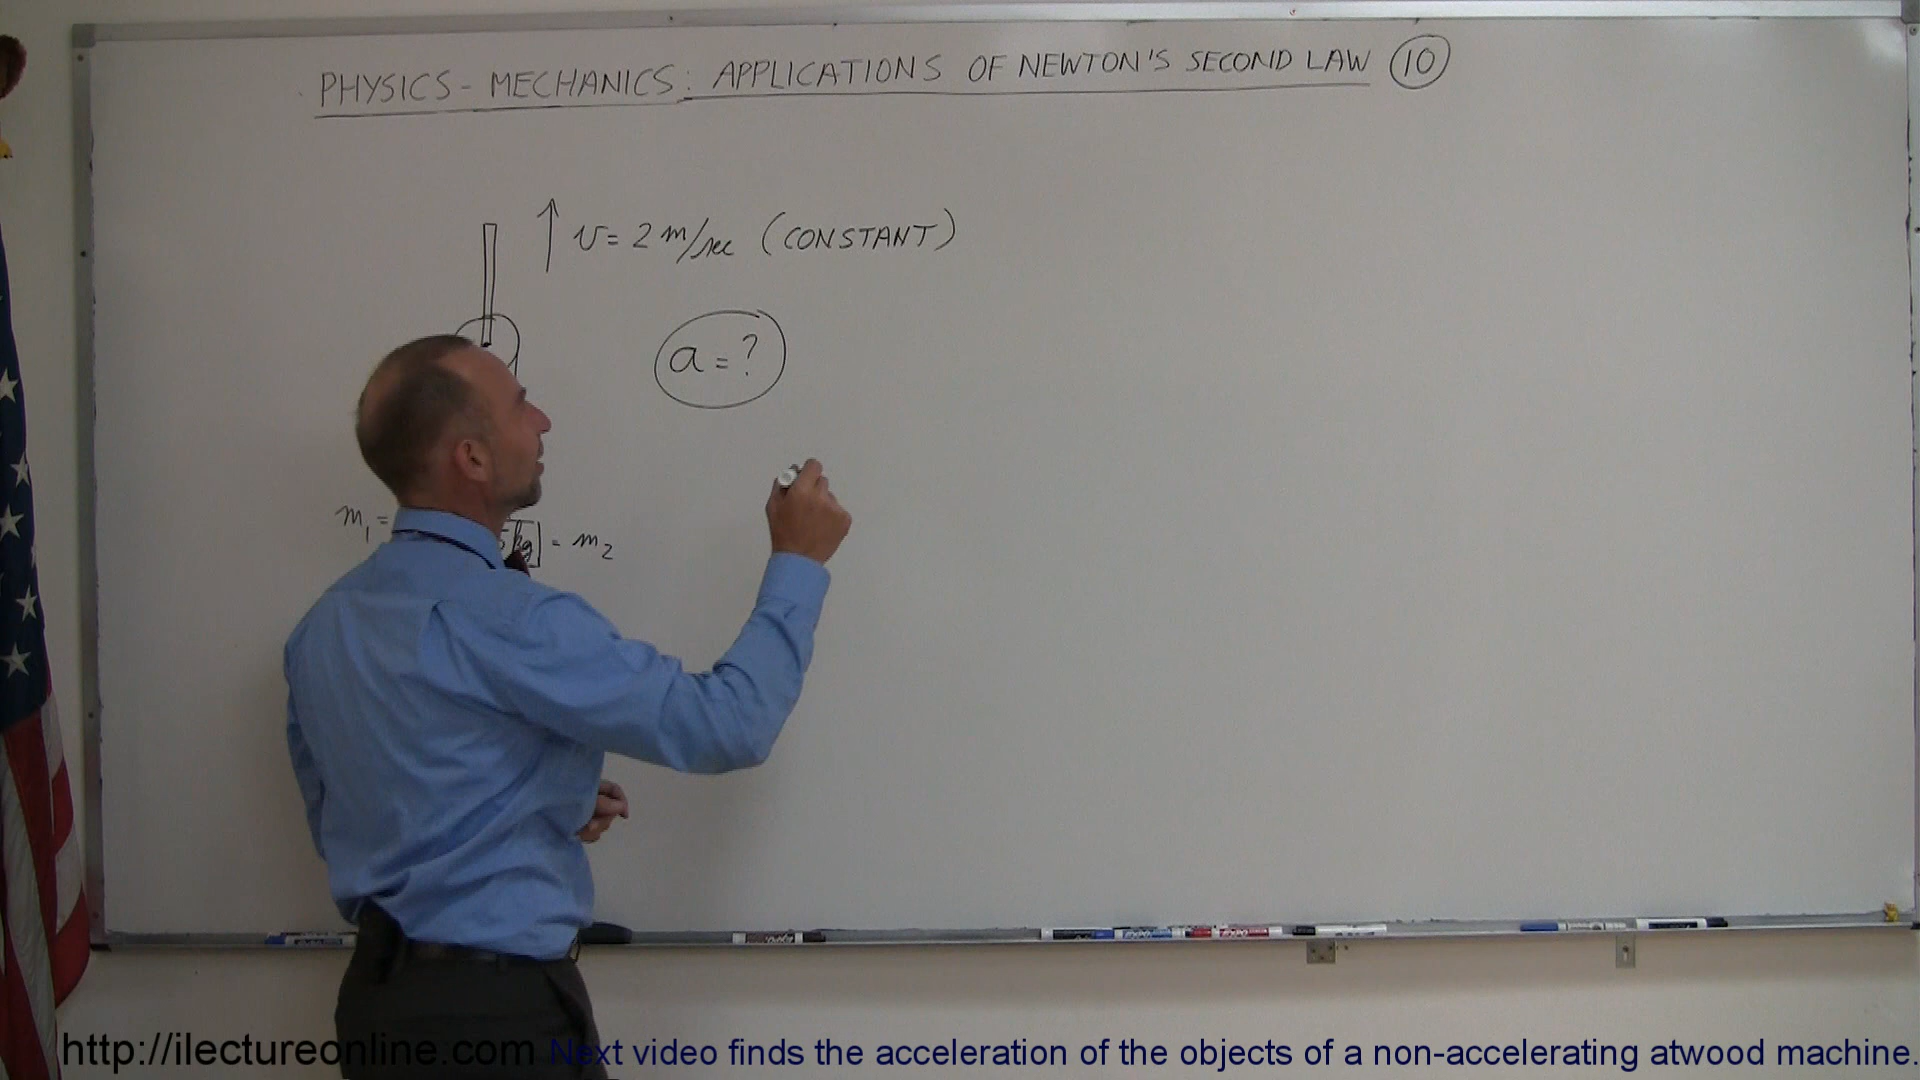 PHYSICS - MECHANICS: APPLICATIONS OF NEWTON'S SECOND LAW 10
v = 2 m/sec (CONSTANT)
a = ?
m1 =
5 kg = m2
http://ilectureonline.com Next video finds the acceleration of the objects of a non-accelerating atwood machine.